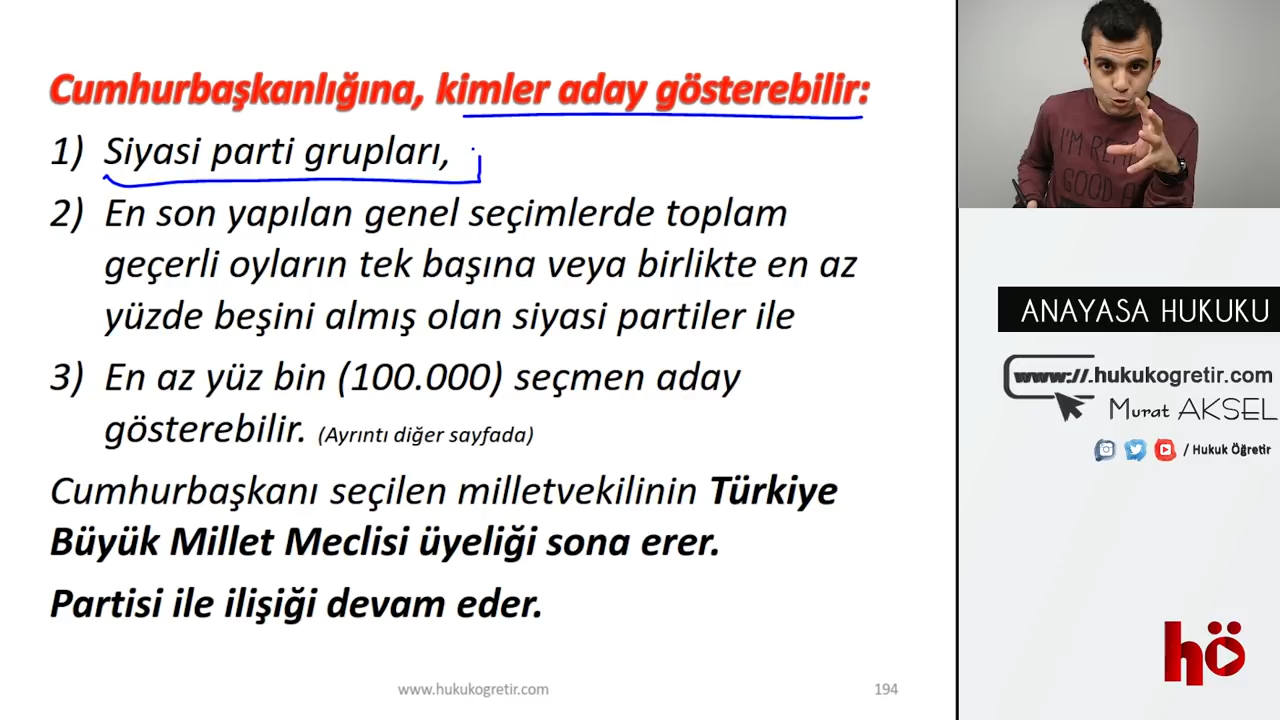 Cumhurbaşkanlığına, kimler aday gösterebilir:
1) Siyasi parti grupları,
2) En son yapılan genel seçimlerde toplam
geçerli oyların tek başına veya birlikte en az
yüzde beşini almış olan siyasi partiler ile
3) En az yüz bin (100.000) seçmen aday
gösterebilir. (Ayrıntı diğer sayfada)
Cumhurbaşkanı seçilen milletvekilinin Türkiye
Büyük Millet Meclisi üyeliği sona erer.
Partisi ile ilişiği devam eder.
www.hukukogretir.com
194
I'M REA
GOOD A
ANAYASA HUKUKU
www//.hukukogretir.com
Murat AKSEL
/ Hukuk Öğretir
hö